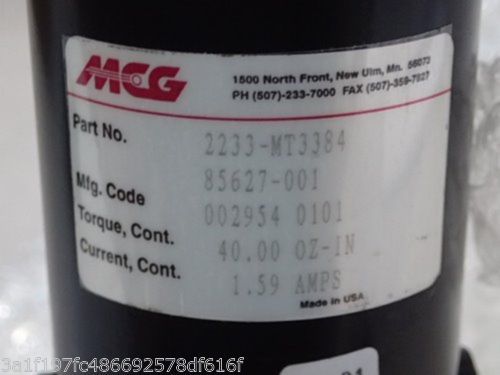 MCG
1500 North Front, New Ulm, Mn. 56073
PH (507)-233-7000 FAX (507)-359-7827
Part No. 2233-MT3384
85627-001
Mfg. Code 002954 0101
Torque, Cont. 40.00 OZ-IN
Current, Cont. 1.59 AMPS
Made in USA
3a1f197fc486692578df616f